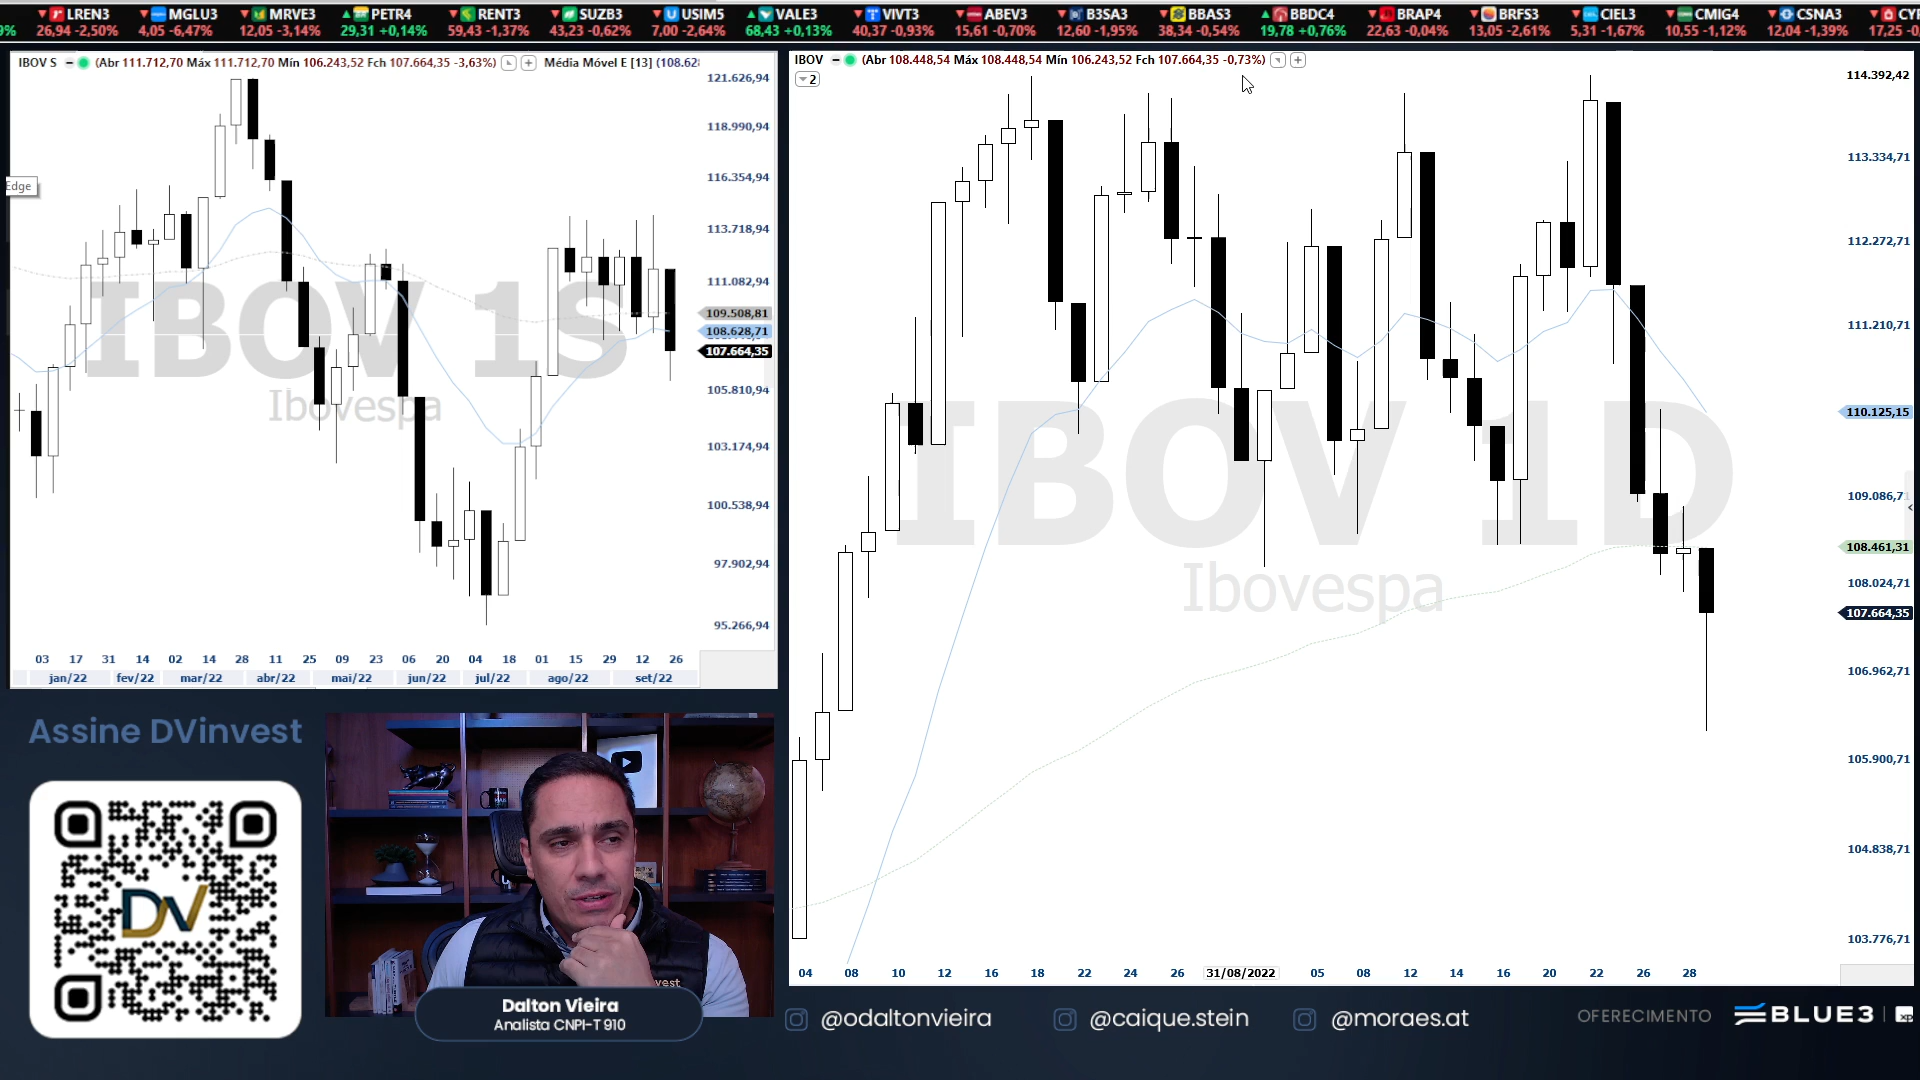 LREN3 MGLU3 MRVE3 PETR4 RENT3 SUZB3 USIM5 VALE3 VIVT3 ABEV3 B3SA3 BBAS3 BBDC4 BRAP4 BRFS3 CIEL3 CMIG4 CSNA3 CY
9% 26,94 -2,50% 4,05 -6,47% 12,05 -3,14% 29,31 +0,14% 59,43 -1,37% 43,23 -0,62% 7,00 -2,64% 68,43 +0,13% 40,37 -0,93% 15,61 -0,70% 12,60 -1,95% 38,34 -0,54% 19,78 +0,76% 22,63 -0,04% 13,05 -2,61% 5,31 -1,67% 10,55 -1,12% 12,04 -1,39% 17,25 -0,
IBOV S (Abr 111.712,70 Máx 111.712,70 Mín 106.243,52 Fch 107.664,35 -3,63%) Média Móvel E [13] (108.62
121.626,94
118.990,94
116.354,94
113.718,94
111.082,94
109.508,81
108.628,71
107.664,35
105.810,94
103.174,94
100.538,94
97.902,94
95.266,94
Edge
IBOV 1S
Ibovespa
03 17 31 14 02 14 28 11 25 09 23 06 20 04 18 01 15 29 12 26
jan/22 fev/22 mar/22 abr/22 mai/22 jun/22 jul/22 ago/22 set/22
IBOV (Abr 108.448,54 Máx 108.448,54 Mín 106.243,52 Fch 107.664,35 -0,73%)
2
114.392,42
113.334,71
112.272,71
111.210,71
110.125,15
109.086,71
108.461,31
108.024,71
107.664,35
106.962,71
105.900,71
104.838,71
103.776,71
IBOV 1D
Ibovespa
04 08 10 12 16 18 22 24 26 31/08/2022 05 08 12 14 16 20 22 26 28
Assine DVinvest
DV
vest
Dalton Vieira
Analista CNPI-T 910
@odaltonvieira
@caique.stein
@moraes.at
OFERECIMENTO BLUE3 xp